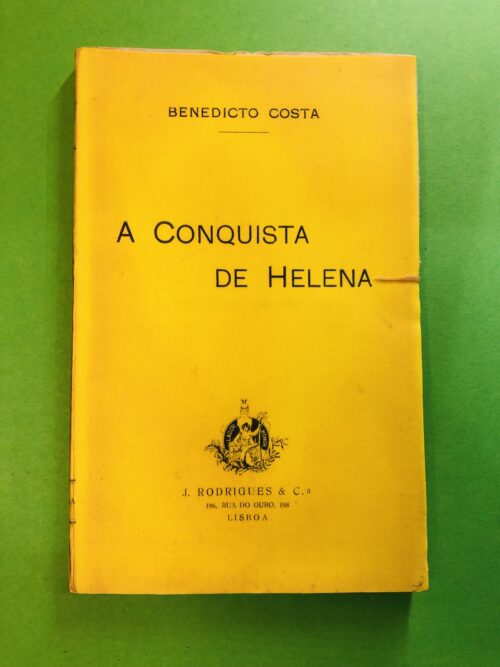 BENEDICTO COSTA
A CONQUISTA
DE HELENA
J. RODRIGUES & C.ª
186, RUA DO OURO, 188
LISBOA